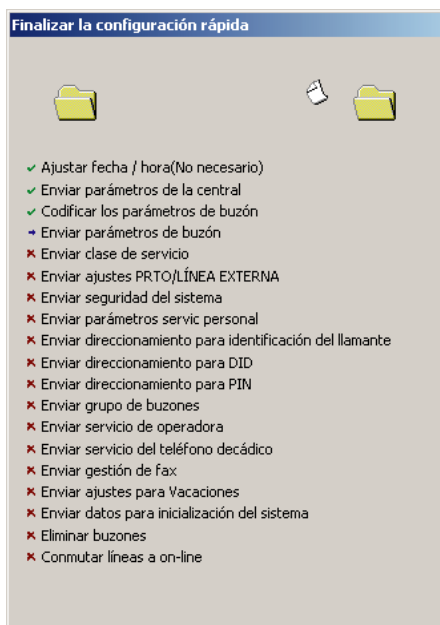 Finalizar la configuración rápida
Ajustar fecha / hora(No necesario)
Enviar parámetros de la central
Codificar los parámetros de buzón
Enviar parámetros de buzón
Enviar clase de servicio
Enviar ajustes PRTO/LÍNEA EXTERNA
Enviar seguridad del sistema
Enviar parámetros servic personal
Enviar direccionamiento para identificación del llamante
Enviar direccionamiento para DID
Enviar direccionamiento para PIN
Enviar grupo de buzones
Enviar servicio de operadora
Enviar servicio del teléfono decádico
Enviar gestión de fax
Enviar ajustes para Vacaciones
Enviar datos para inicialización del sistema
Eliminar buzones
Conmutar líneas a on-line